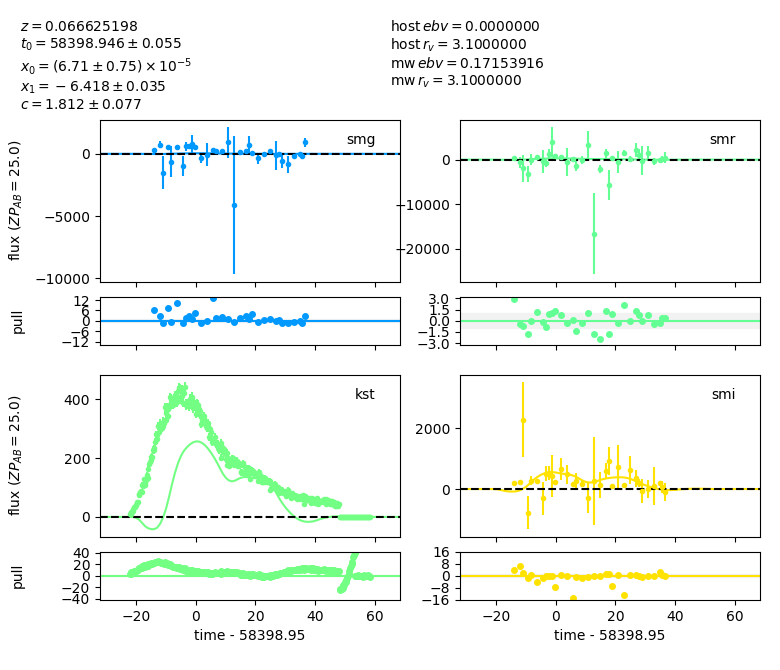 z = 0.066625198
t₀ = 58398.946 ± 0.055
x₀ = (6.71 ± 0.75) × 10⁻⁵
x₁ = −6.418 ± 0.035
c = 1.812 ± 0.077
host ebv = 0.0000000
host r_v = 3.1000000
mw ebv = 0.17153916
mw r_v = 3.1000000
smg
0
−5000
−10000
flux (ZP_AB = 25.0)
smr
0
−10000
−20000
12
6
0
−6
−12
pull
3.0
1.5
0.0
−1.5
−3.0
kst
400
200
0
flux (ZP_AB = 25.0)
smi
2000
0
40
20
0
−20
−40
pull
16
8
0
−8
−16
−20 0 20 40 60
time - 58398.95
−20 0 20 40 60
time - 58398.95